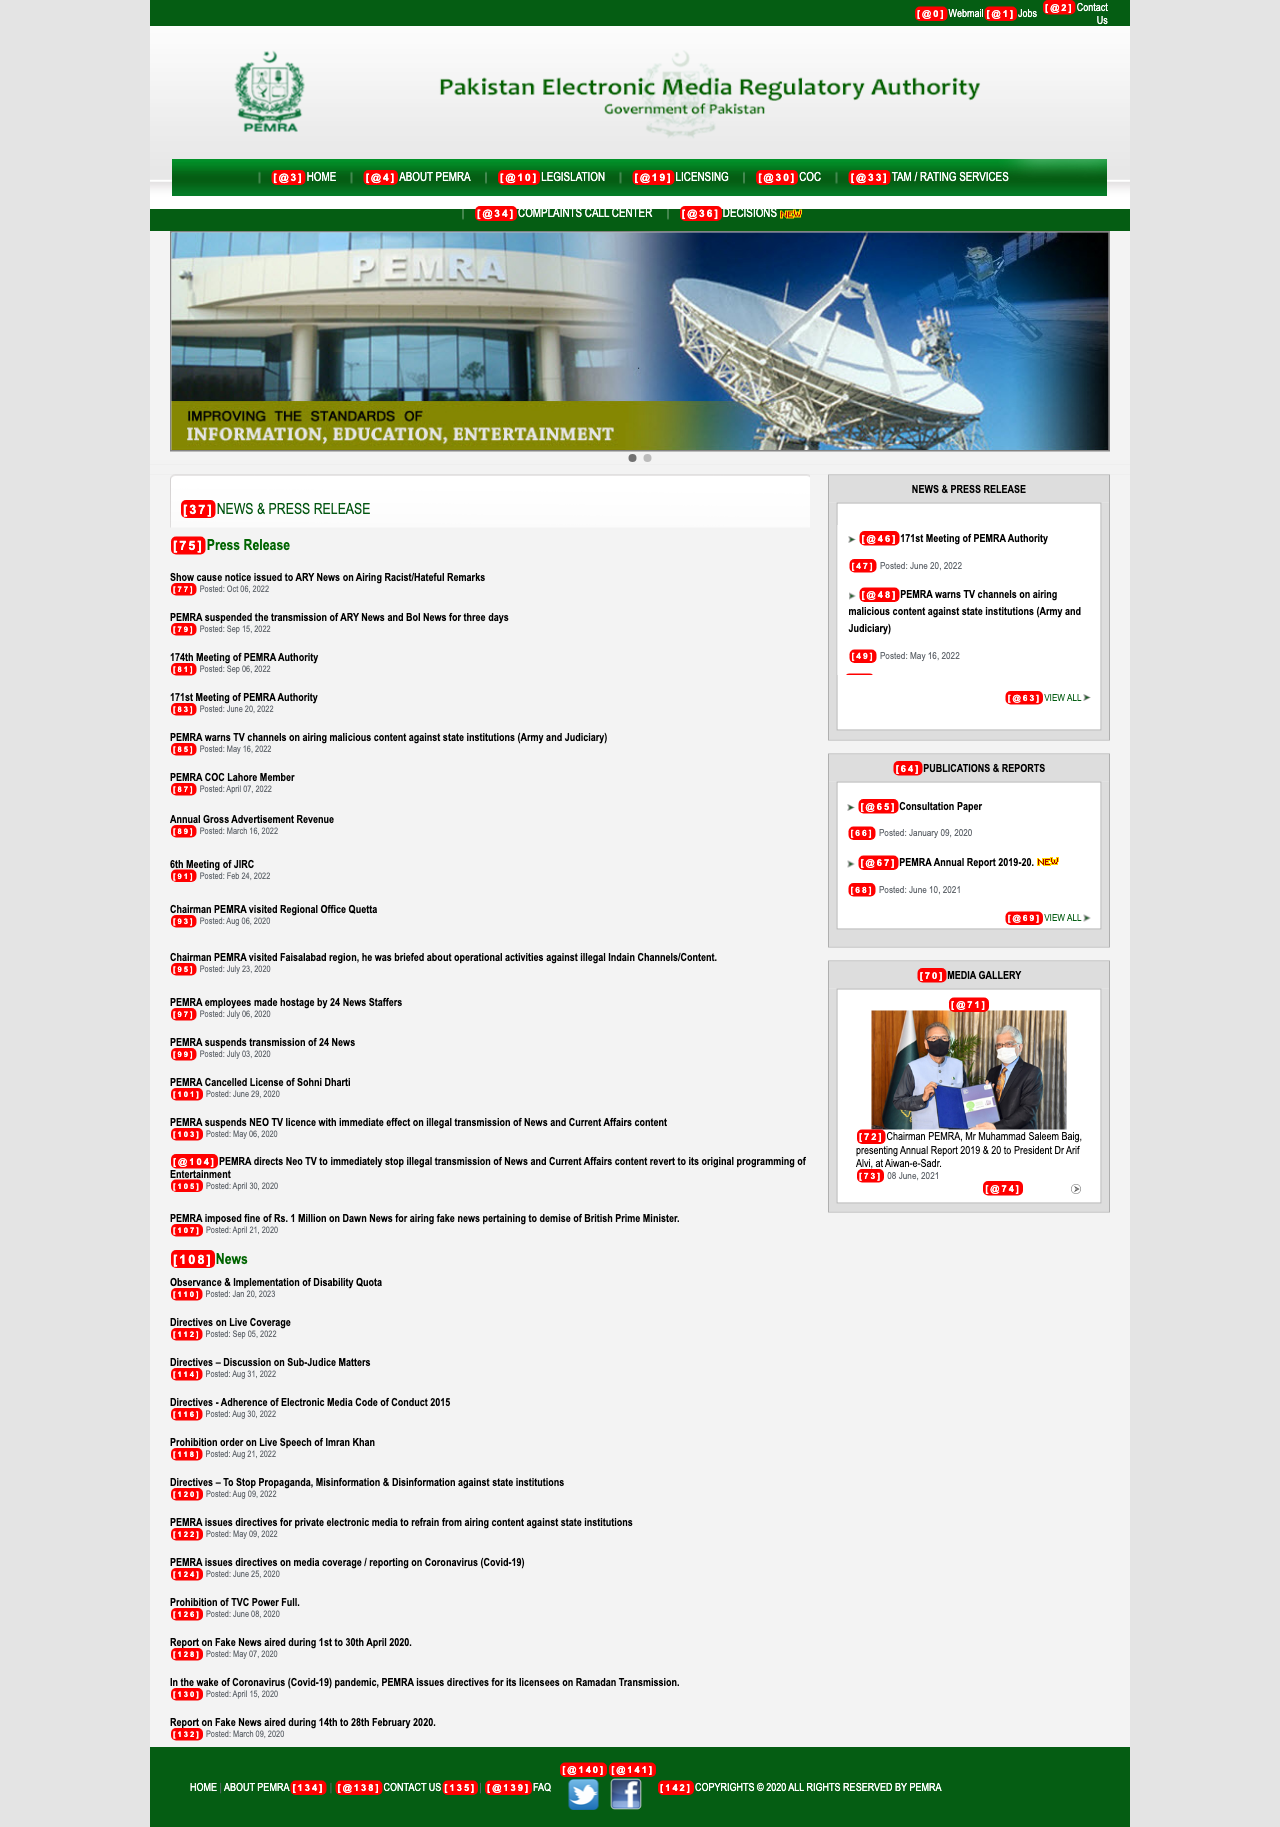 [@0] Webmail [@1] Jobs [@2] Contact Us
PEMRA
Pakistan Electronic Media Regulatory Authority
Government of Pakistan
[@3] HOME | [@4] ABOUT PEMRA | [@10] LEGISLATION | [@19] LICENSING | [@30] COC | [@33] TAM / RATING SERVICES
| [@34] COMPLAINTS CALL CENTER | [@36] DECISIONS NEW
PEMRA
IMPROVING THE STANDARDS OF
INFORMATION, EDUCATION, ENTERTAINMENT
[37] NEWS & PRESS RELEASE
[75] Press Release
Show cause notice issued to ARY News on Airing Racist/Hateful Remarks
[77] Posted: Oct 06, 2022
PEMRA suspended the transmission of ARY News and Bol News for three days
[79] Posted: Sep 15, 2022
174th Meeting of PEMRA Authority
[81] Posted: Sep 06, 2022
171st Meeting of PEMRA Authority
[83] Posted: June 20, 2022
PEMRA warns TV channels on airing malicious content against state institutions (Army and Judiciary)
[85] Posted: May 16, 2022
PEMRA COC Lahore Member
[87] Posted: April 07, 2022
Annual Gross Advertisement Revenue
[89] Posted: March 16, 2022
6th Meeting of JIRC
[91] Posted: Feb 24, 2022
Chairman PEMRA visited Regional Office Quetta
[93] Posted: Aug 06, 2020
Chairman PEMRA visited Faisalabad region, he was briefed about operational activities against illegal Indain Channels/Content.
[95] Posted: July 23, 2020
PEMRA employees made hostage by 24 News Staffers
[97] Posted: July 06, 2020
PEMRA suspends transmission of 24 News
[99] Posted: July 03, 2020
PEMRA Cancelled License of Sohni Dharti
[101] Posted: June 29, 2020
PEMRA suspends NEO TV licence with immediate effect on illegal transmission of News and Current Affairs content
[103] Posted: May 06, 2020
[@104] PEMRA directs Neo TV to immediately stop illegal transmission of News and Current Affairs content revert to its original programming of
Entertainment
[105] Posted: April 30, 2020
PEMRA imposed fine of Rs. 1 Million on Dawn News for airing fake news pertaining to demise of British Prime Minister.
[107] Posted: April 21, 2020
[108] News
Observance & Implementation of Disability Quota
[110] Posted: Jan 20, 2023
Directives on Live Coverage
[112] Posted: Sep 05, 2022
Directives – Discussion on Sub-Judice Matters
[114] Posted: Aug 31, 2022
Directives - Adherence of Electronic Media Code of Conduct 2015
[116] Posted: Aug 30, 2022
Prohibition order on Live Speech of Imran Khan
[118] Posted: Aug 21, 2022
Directives – To Stop Propaganda, Misinformation & Disinformation against state institutions
[120] Posted: Aug 09, 2022
PEMRA issues directives for private electronic media to refrain from airing content against state institutions
[122] Posted: May 09, 2022
PEMRA issues directives on media coverage / reporting on Coronavirus (Covid-19)
[124] Posted: June 25, 2020
Prohibition of TVC Power Full.
[126] Posted: June 08, 2020
Report on Fake News aired during 1st to 30th April 2020.
[128] Posted: May 07, 2020
In the wake of Coronavirus (Covid-19) pandemic, PEMRA issues directives for its licensees on Ramadan Transmission.
[130] Posted: April 15, 2020
Report on Fake News aired during 14th to 28th February 2020.
[132] Posted: March 09, 2020
NEWS & PRESS RELEASE
[@46] 171st Meeting of PEMRA Authority
[47] Posted: June 20, 2022
[@48] PEMRA warns TV channels on airing
malicious content against state institutions (Army and
Judiciary)
[49] Posted: May 16, 2022
[@63] VIEW ALL
[64] PUBLICATIONS & REPORTS
[@65] Consultation Paper
[66] Posted: January 09, 2020
[@67] PEMRA Annual Report 2019-20. NEW
[68] Posted: June 10, 2021
[@69] VIEW ALL
[70] MEDIA GALLERY
[@71]
[72] Chairman PEMRA, Mr Muhammad Saleem Baig,
presenting Annual Report 2019 & 20 to President Dr Arif
Alvi, at Aiwan-e-Sadr.
[73] 08 June, 2021
[@74]
[@140] [@141]
HOME | ABOUT PEMRA [134] | [@138] CONTACT US [135] | [@139] FAQ [142] COPYRIGHTS © 2020 ALL RIGHTS RESERVED BY PEMRA